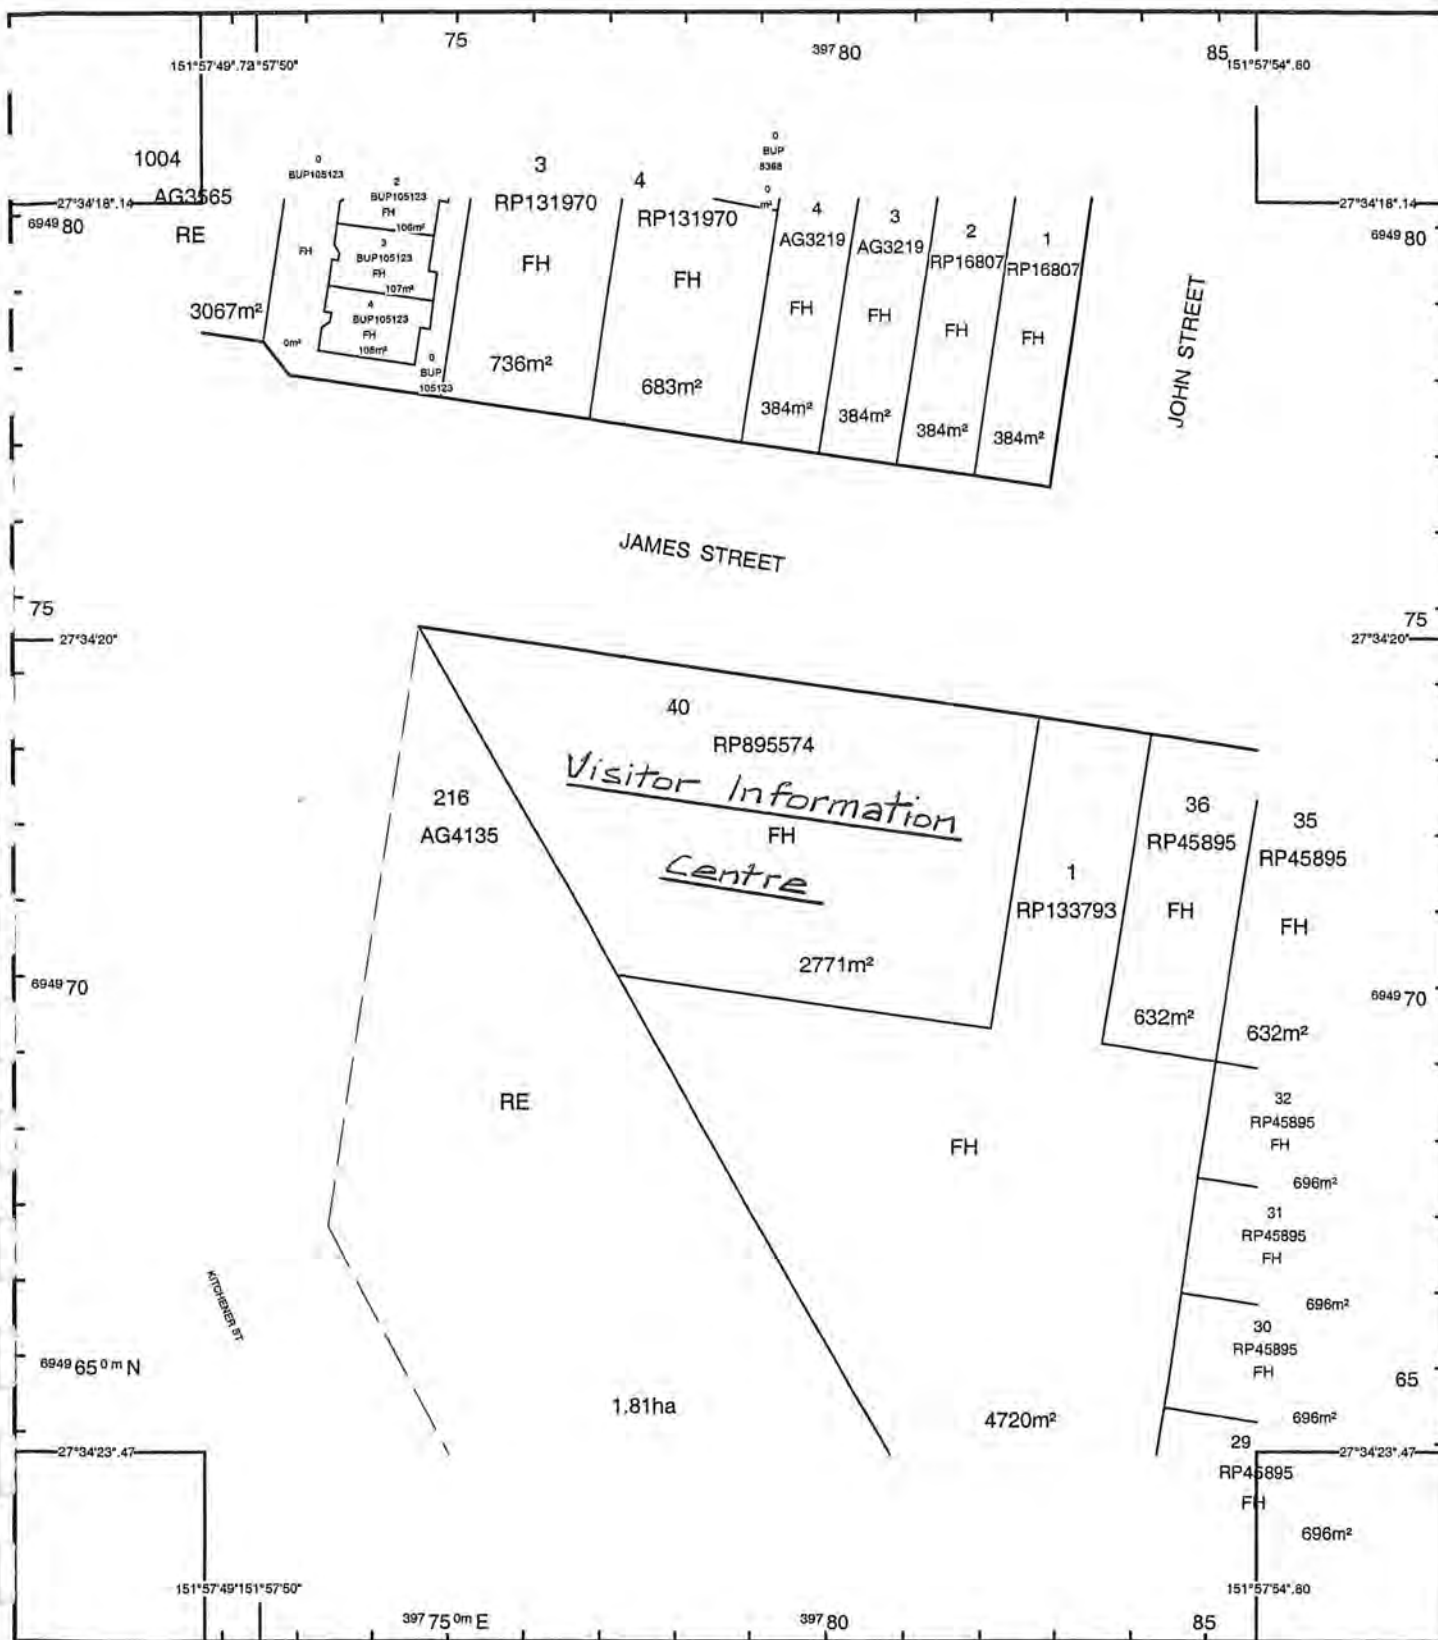 75
397 80
85
151°57'49".72
°57'50"
151°57'54".60
1004
AG3565
RE
3067m²
27°34'18".14
27°34'18".14
6949 80
6949 80
0
BUP105123
FH
0m²
2
BUP105123
FH
106m²
3
BUP105123
FH
107m²
4
BUP105123
FH
108m²
0
BUP
105123
3
RP131970
FH
736m²
4
RP131970
FH
683m²
0
BUP
8368
0
m²
4
AG3219
FH
384m²
3
AG3219
FH
384m²
2
RP16807
FH
384m²
1
RP16807
FH
384m²
JOHN STREET
JAMES STREET
75
75
27°34'20"
27°34'20"
40
RP895574
Visitor Information
FH
Centre
2771m²
216
AG4135
RE
1.81ha
1
RP133793
FH
4720m²
36
RP45895
FH
632m²
35
RP45895
FH
632m²
6949 70
6949 70
32
RP45895
FH
696m²
31
RP45895
FH
696m²
30
RP45895
FH
696m²
29
RP45895
FH
696m²
KITCHENER ST
6949 65 0m N
65
27°34'23".47
27°34'23".47
151°57'49"
151°57'50"
151°57'54".60
397 75 0m E
397 80
85